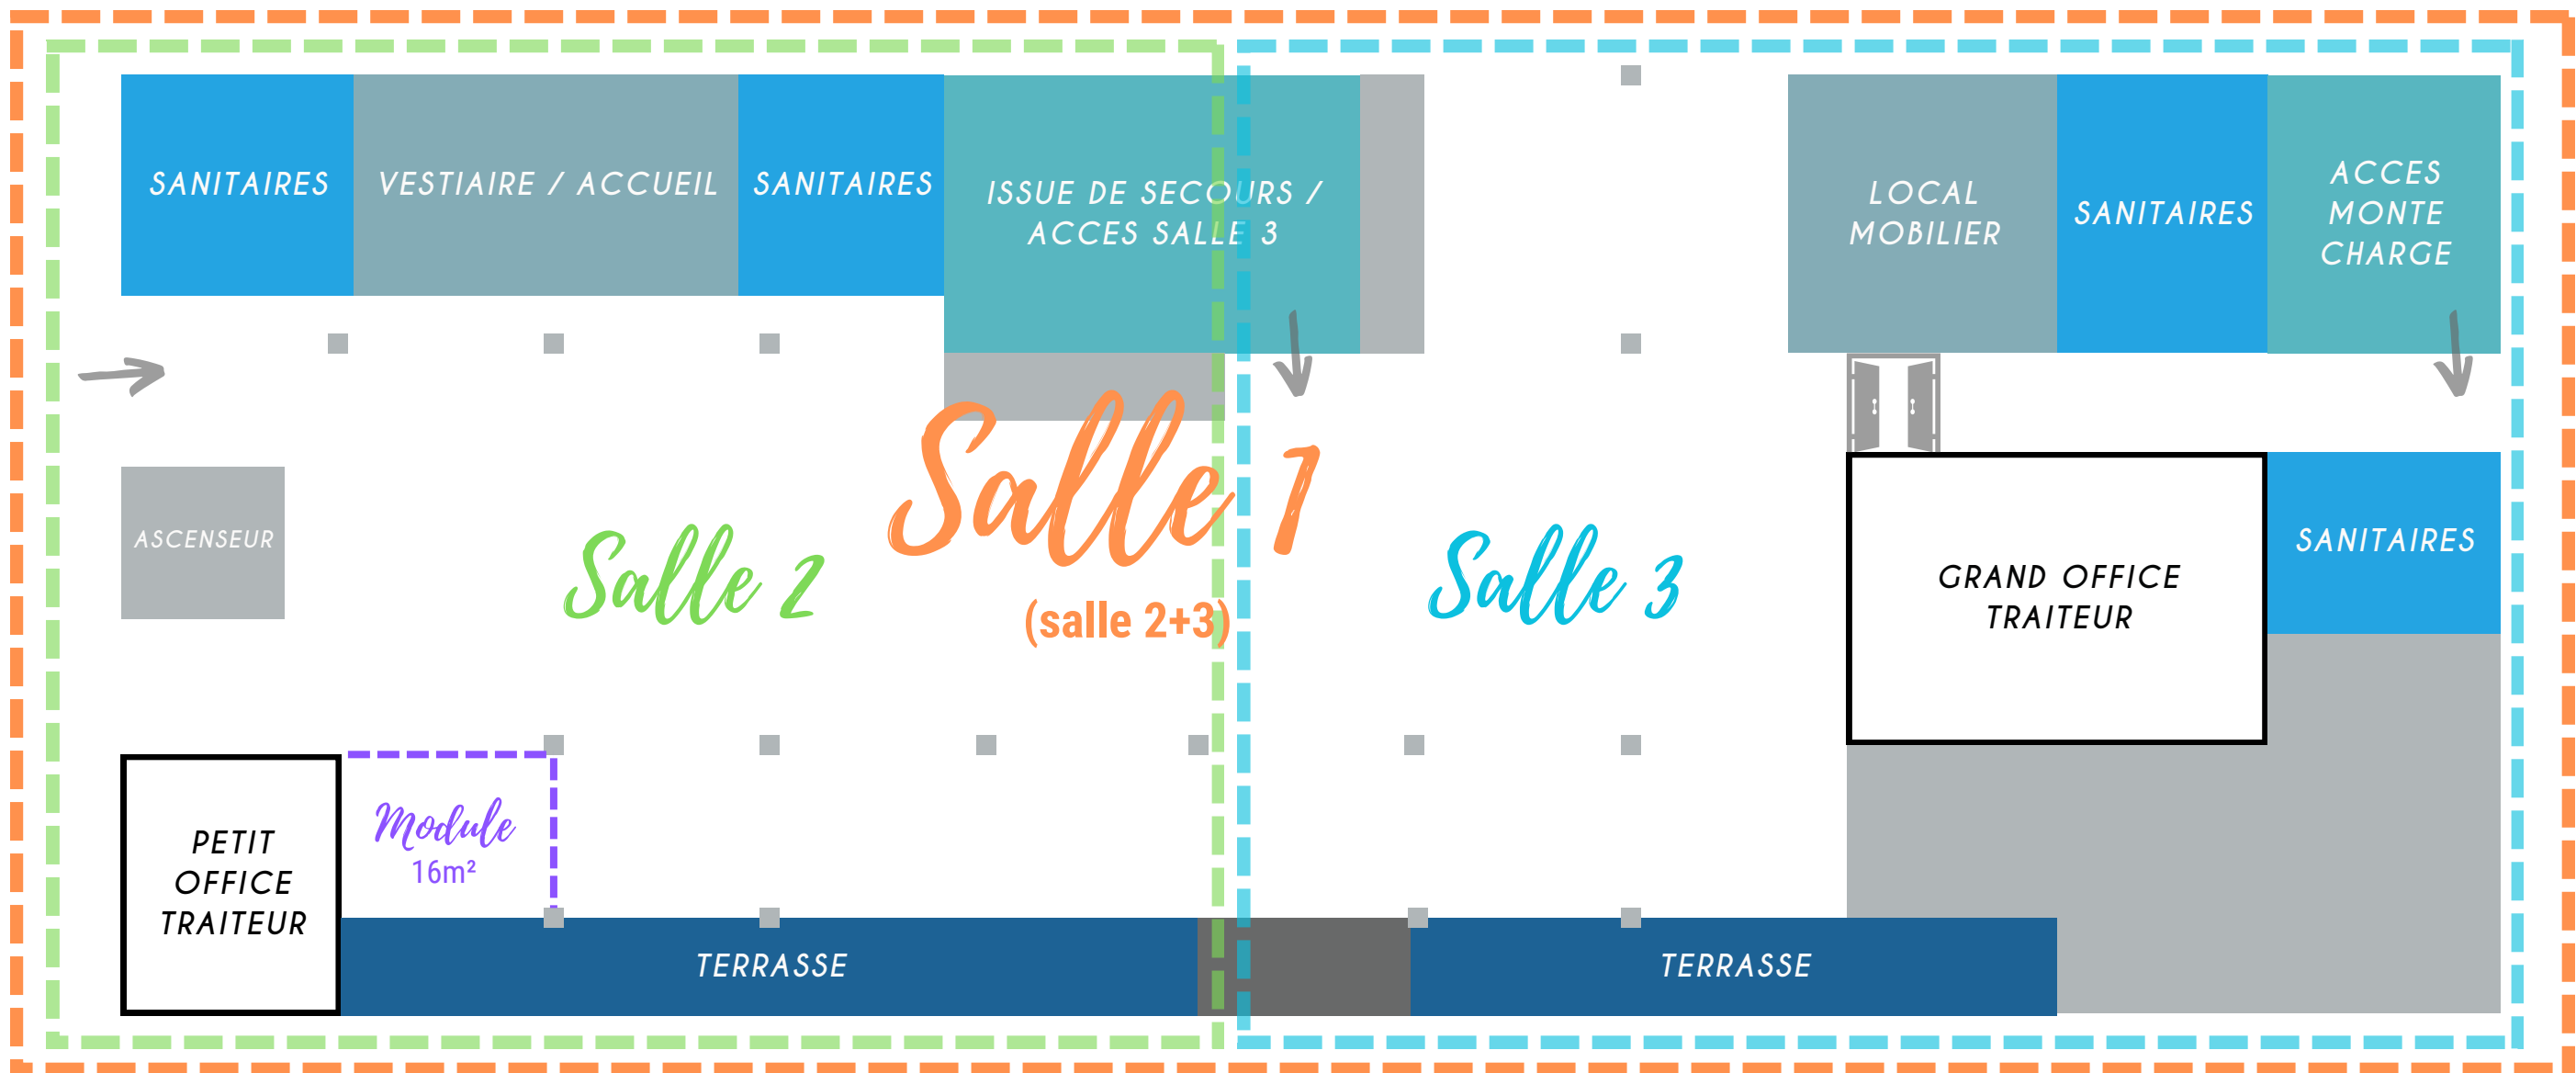 SANITAIRES
VESTIAIRE / ACCUEIL
SANITAIRES
ISSUE DE SECOURS /
ACCES SALLE 3
LOCAL
MOBILIER
SANITAIRES
ACCES
MONTE
CHARGE
ASCENSEUR
Salle 2
Salle 1
(salle 2+3)
Salle 3
GRAND OFFICE
TRAITEUR
SANITAIRES
PETIT
OFFICE
TRAITEUR
Module
16m²
TERRASSE
TERRASSE